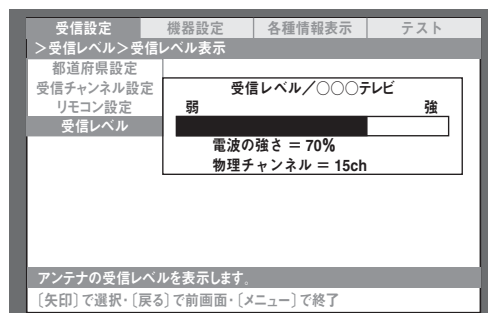 受信設定 機器設定 各種情報表示 テスト
＞受信レベル＞受信レベル表示
都道府県設定
受信チャンネル設定
リモコン設定
受信レベル
受信レベル／○○○テレビ
弱 強
電波の強さ ＝ 70%
物理チャンネル ＝ 15ch
アンテナの受信レベルを表示します。
〔矢印〕で選択・〔戻る〕で前画面・〔メニュー〕で終了